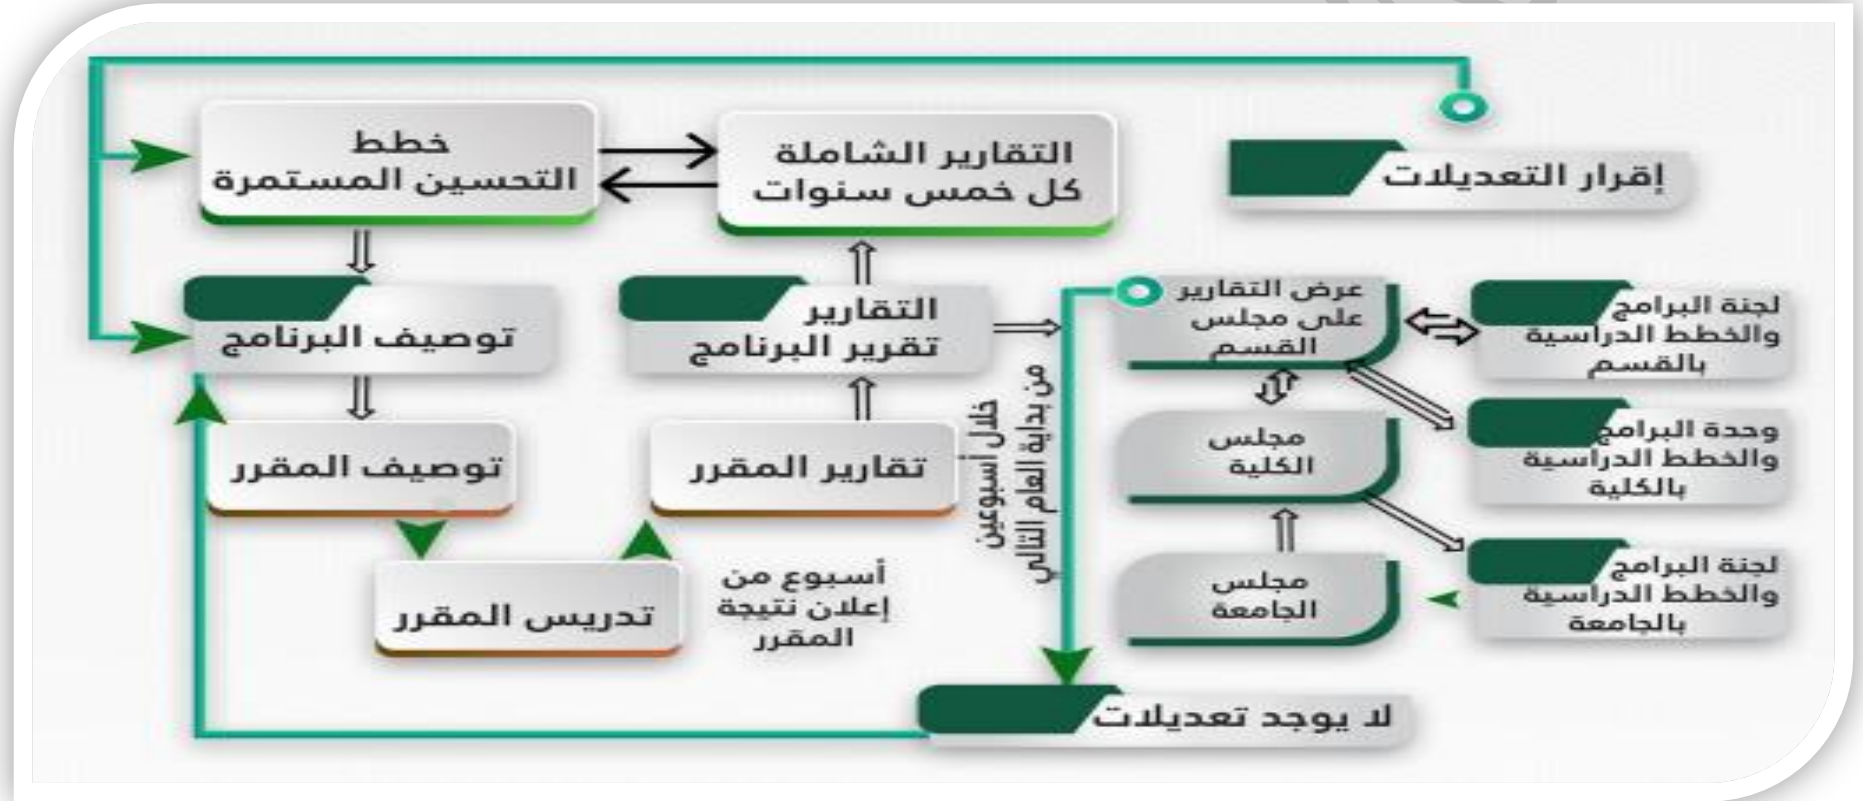 إقرار التعديلات
التقارير الشاملة
كل خمس سنوات
خطط
التحسين المستمرة
لجنة البرامج
والخطط الدراسية
بالقسم
عرض التقارير
على مجلس
القسم
التقارير
تقرير البرنامج
توصيف البرنامج
وحدة البرامج
والخطط الدراسية
بالكلية
مجلس
الكلية
خلال أسبوعين
من بداية العام التالي
تقارير المقرر
توصيف المقرر
لجنة البرامج
والخطط الدراسية
بالجامعة
مجلس
الجامعة
أسبوع من
إعلان نتيجة
المقرر
تدريس المقرر
لا يوجد تعديلات